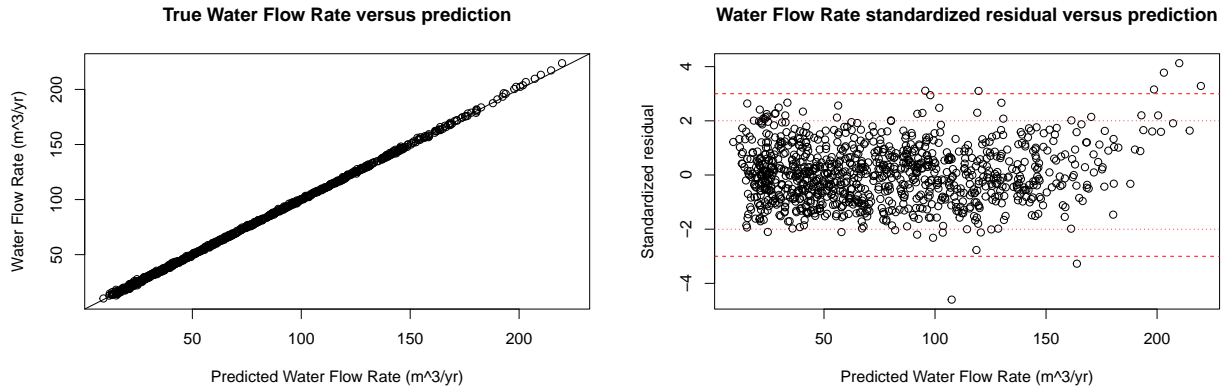 True Water Flow Rate versus prediction
Water Flow Rate (m^3/yr)
200
150
100
50
50
100
150
200
Predicted Water Flow Rate (m^3/yr)
Water Flow Rate standardized residual versus prediction
Standardized residual
4
2
0
-2
-4
50
100
150
200
Predicted Water Flow Rate (m^3/yr)